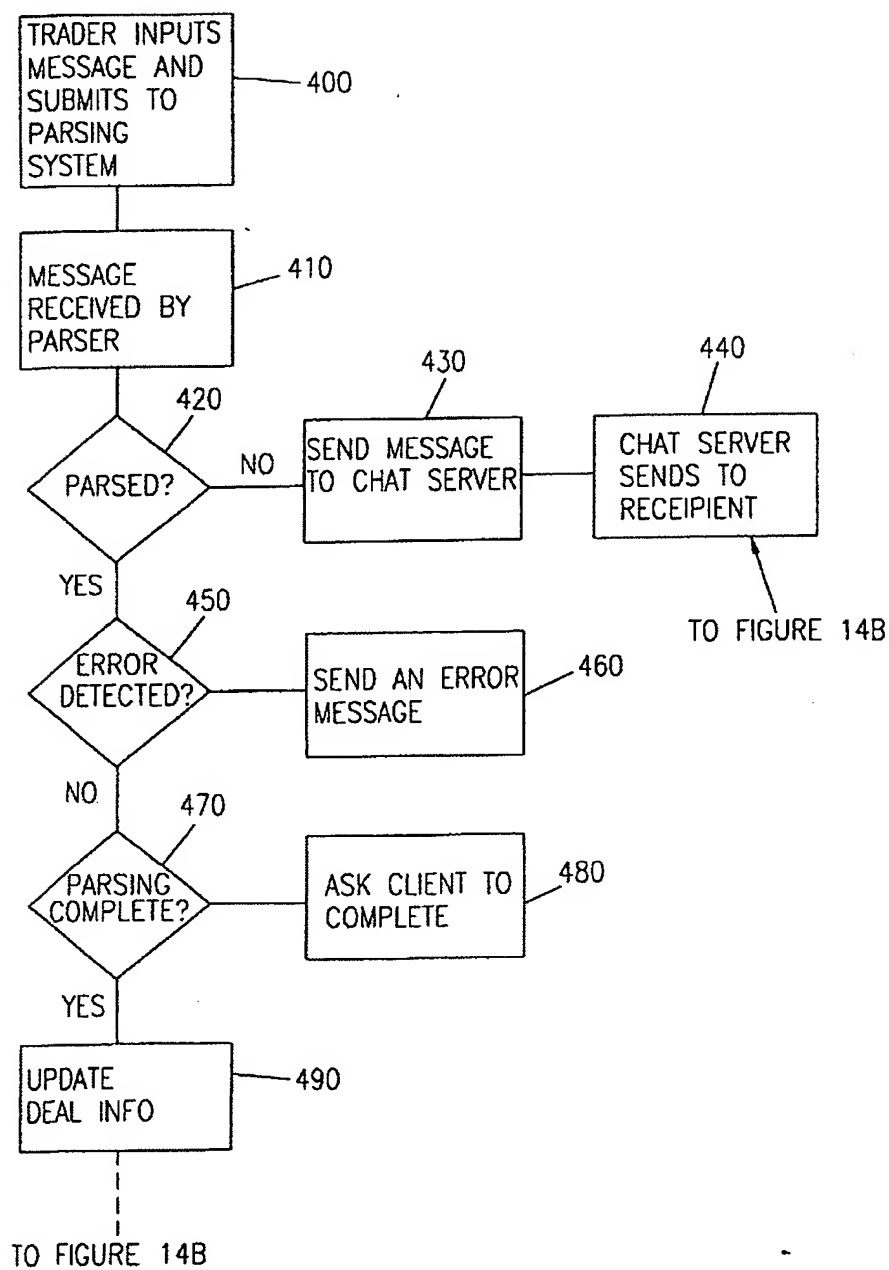 TRADER INPUTS
MESSAGE AND
SUBMITS TO
PARSING
SYSTEM
400
MESSAGE
RECEIVED BY
PARSER
410
420
PARSED?
NO
430
SEND MESSAGE
TO CHAT SERVER
440
CHAT SERVER
SENDS TO
RECEIPIENT
TO FIGURE 14B
YES
450
ERROR
DETECTED?
SEND AN ERROR
MESSAGE
460
NO
470
PARSING
COMPLETE?
ASK CLIENT TO
COMPLETE
480
YES
UPDATE
DEAL INFO
490
TO FIGURE 14B